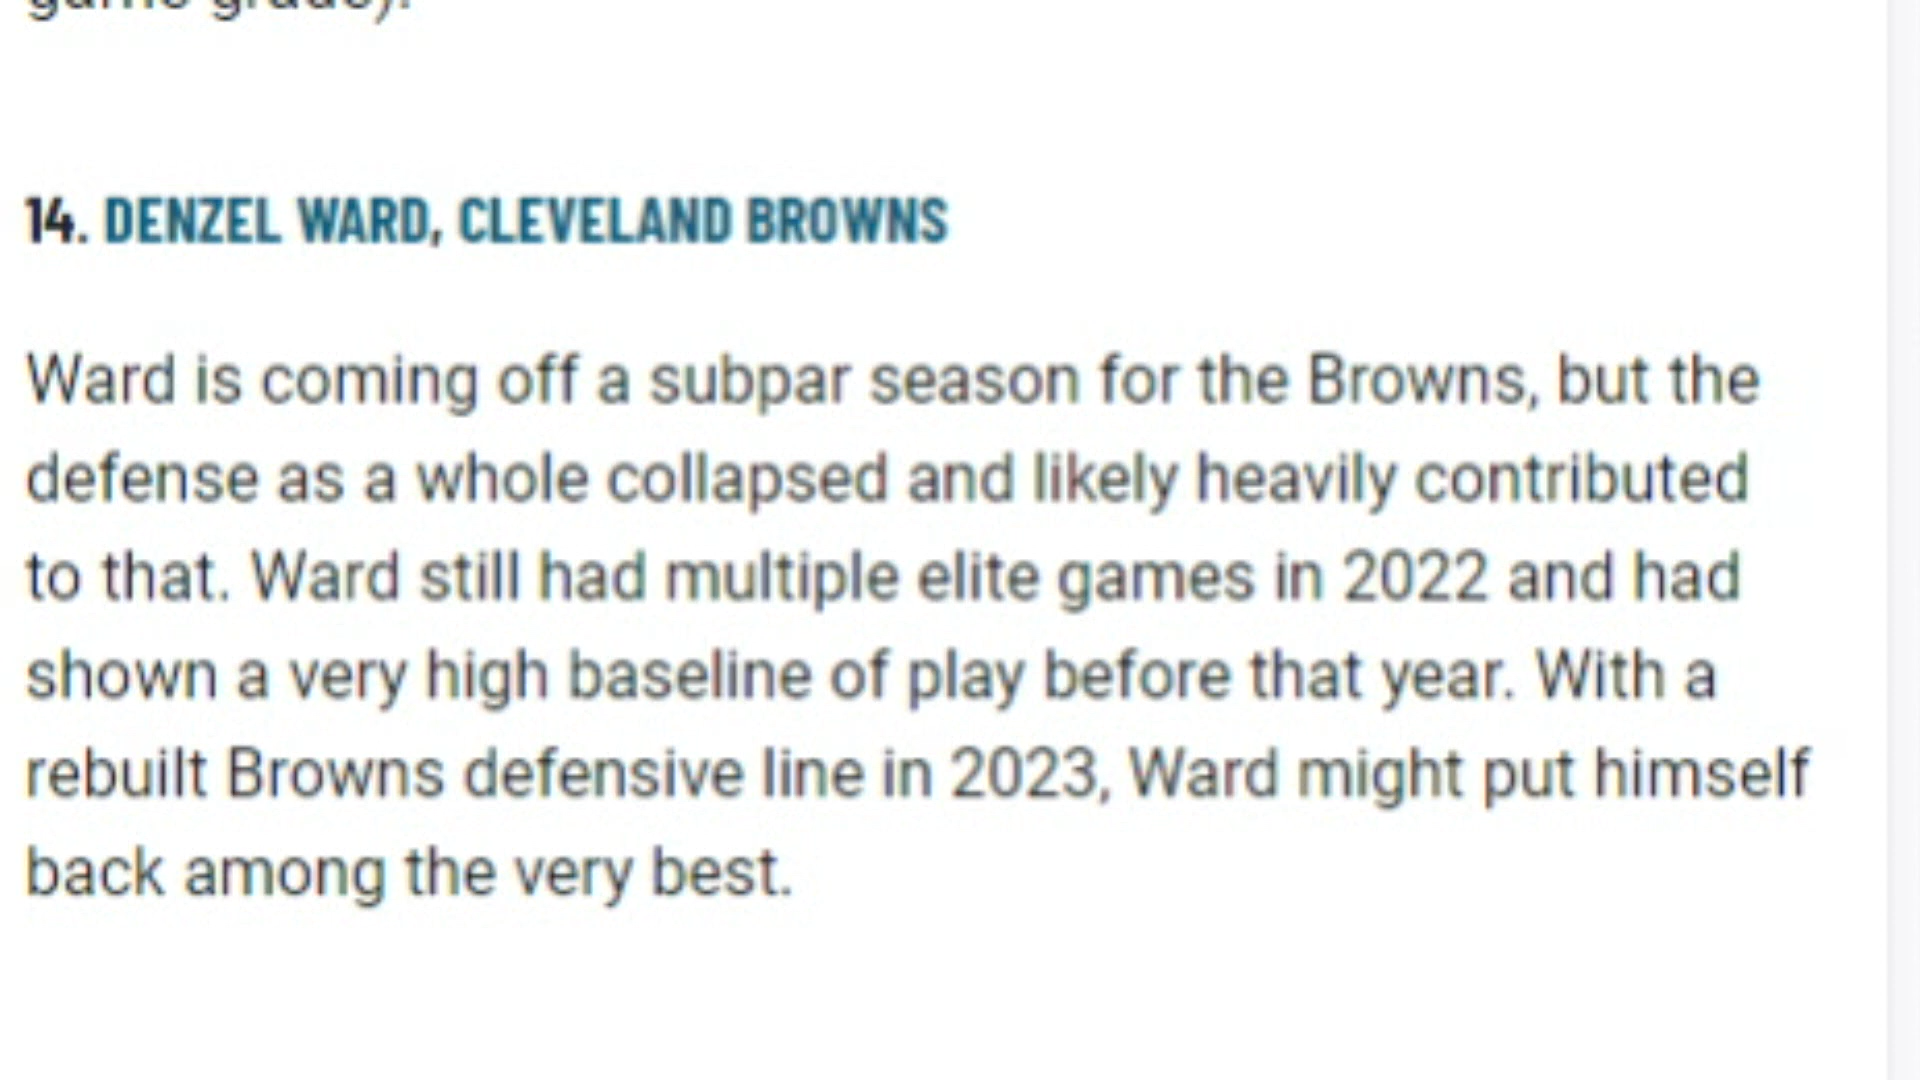 game grade).
14. DENZEL WARD, CLEVELAND BROWNS
Ward is coming off a subpar season for the Browns, but the
defense as a whole collapsed and likely heavily contributed
to that. Ward still had multiple elite games in 2022 and had
shown a very high baseline of play before that year. With a
rebuilt Browns defensive line in 2023, Ward might put himself
back among the very best.